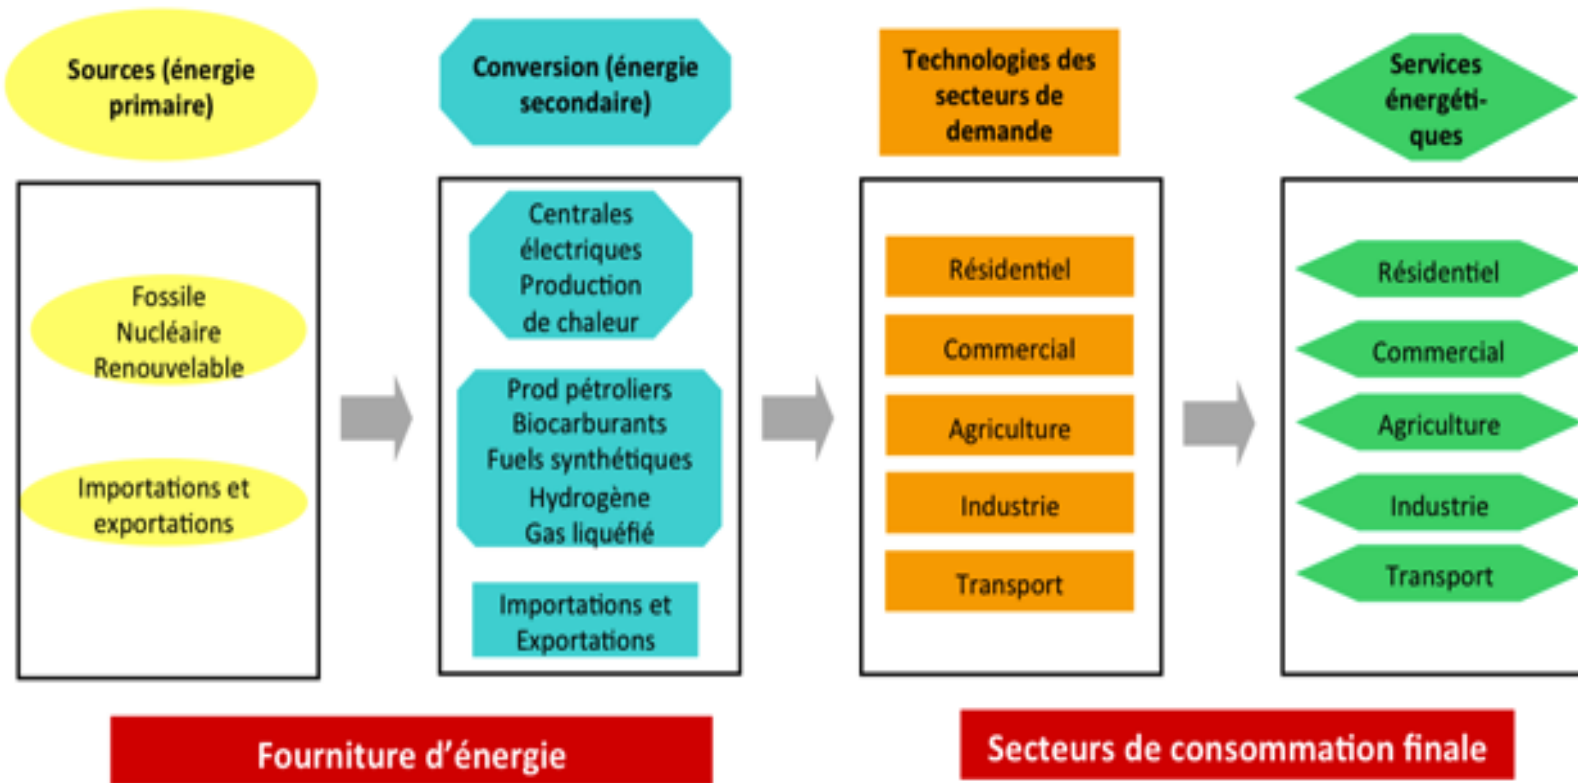 Sources (énergie
primaire)
Conversion (énergie
secondaire)
Technologies des
secteurs de
demande
Services
énergéti-
ques
Fossile
Nucléaire
Renouvelable
Importations et
exportations
Centrales
électriques
Production
de chaleur
Prod pétroliers
Biocarburants
Fuels synthétiques
Hydrogène
Gas liquéfié
Importations et
Exportations
Résidentiel
Commercial
Agriculture
Industrie
Transport
Résidentiel
Commercial
Agriculture
Industrie
Transport
Fourniture d’énergie
Secteurs de consommation finale